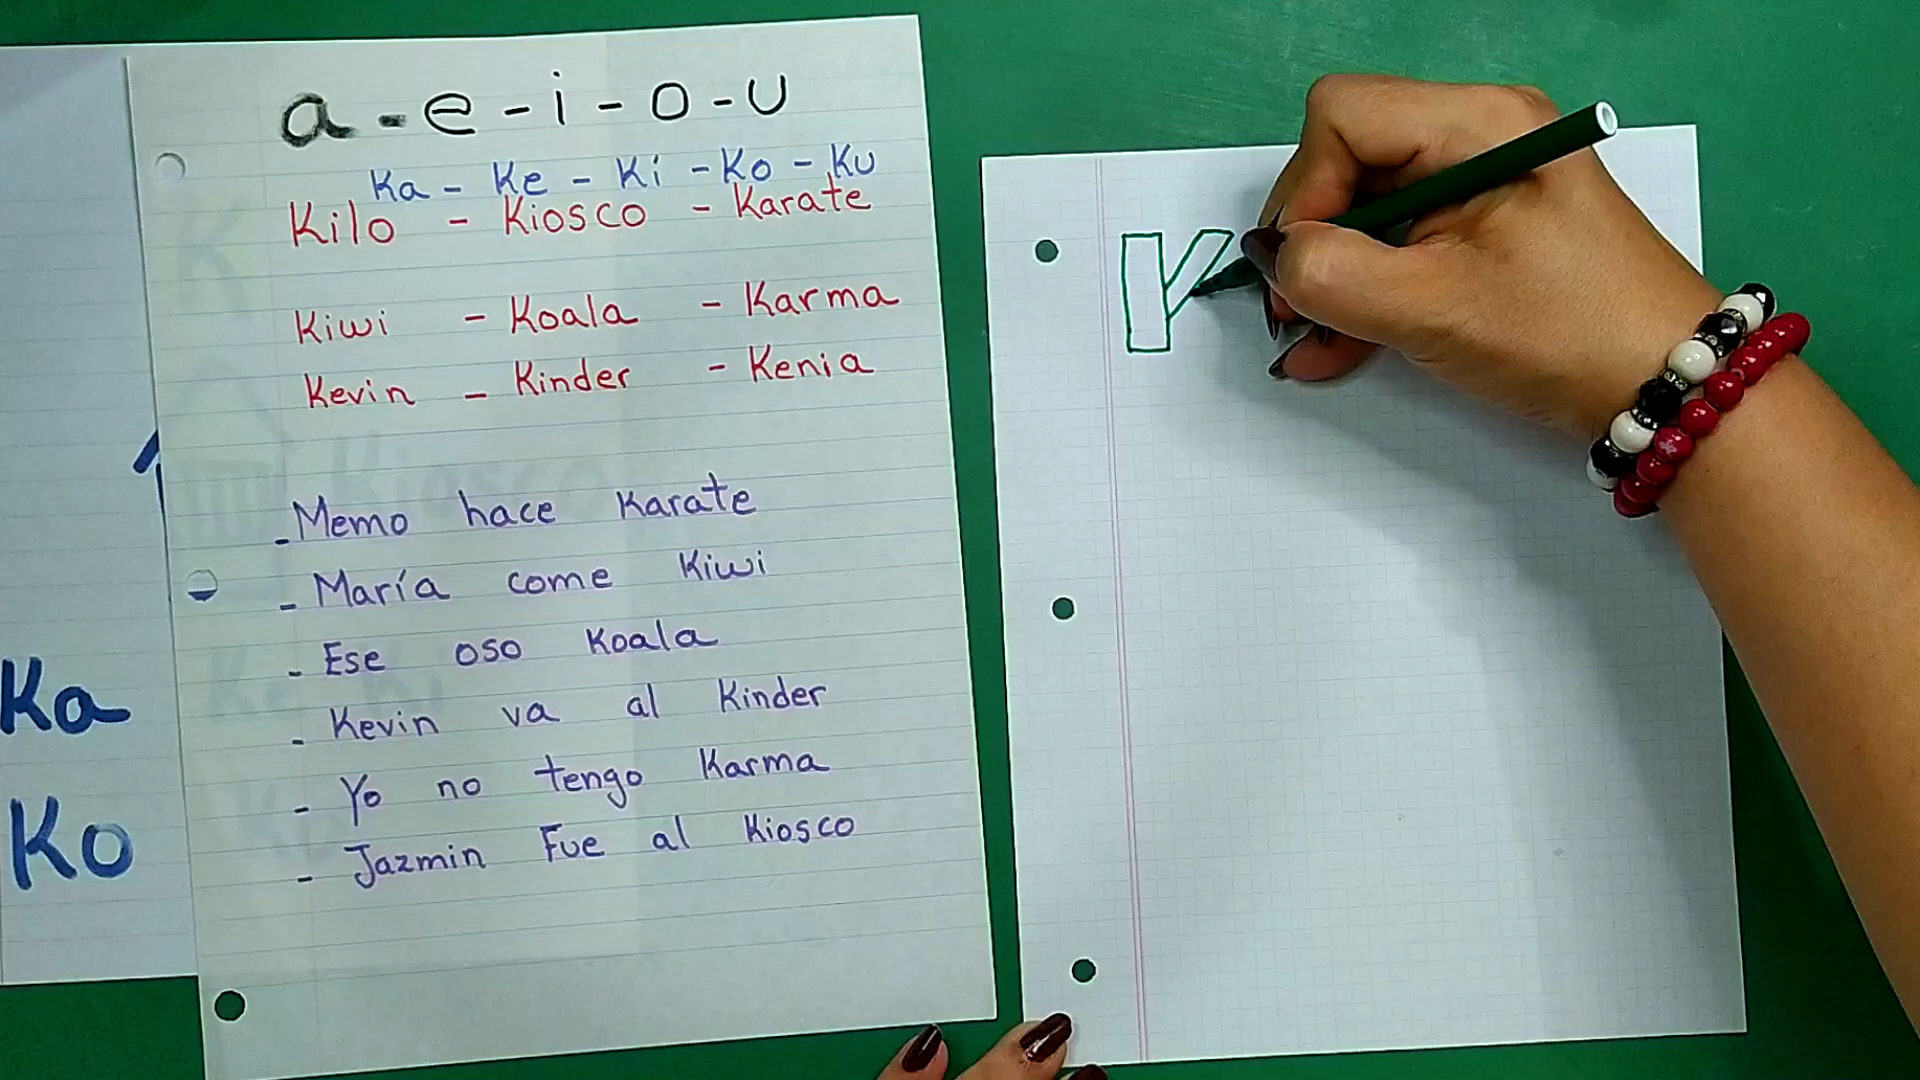 a - e - i - o - u
Ka - Ke - Ki - Ko - Ku
Kilo - Kiosco - Karate
Kiwi - Koala - Karma
Kevin - Kinder - Kenia
- Memo hace Karate
- María come Kiwi
- Ese oso Koala
- Kevin va al Kinder
- Yo no tengo Karma
- Jazmin Fue al Kiosco
Ka
Ko
K